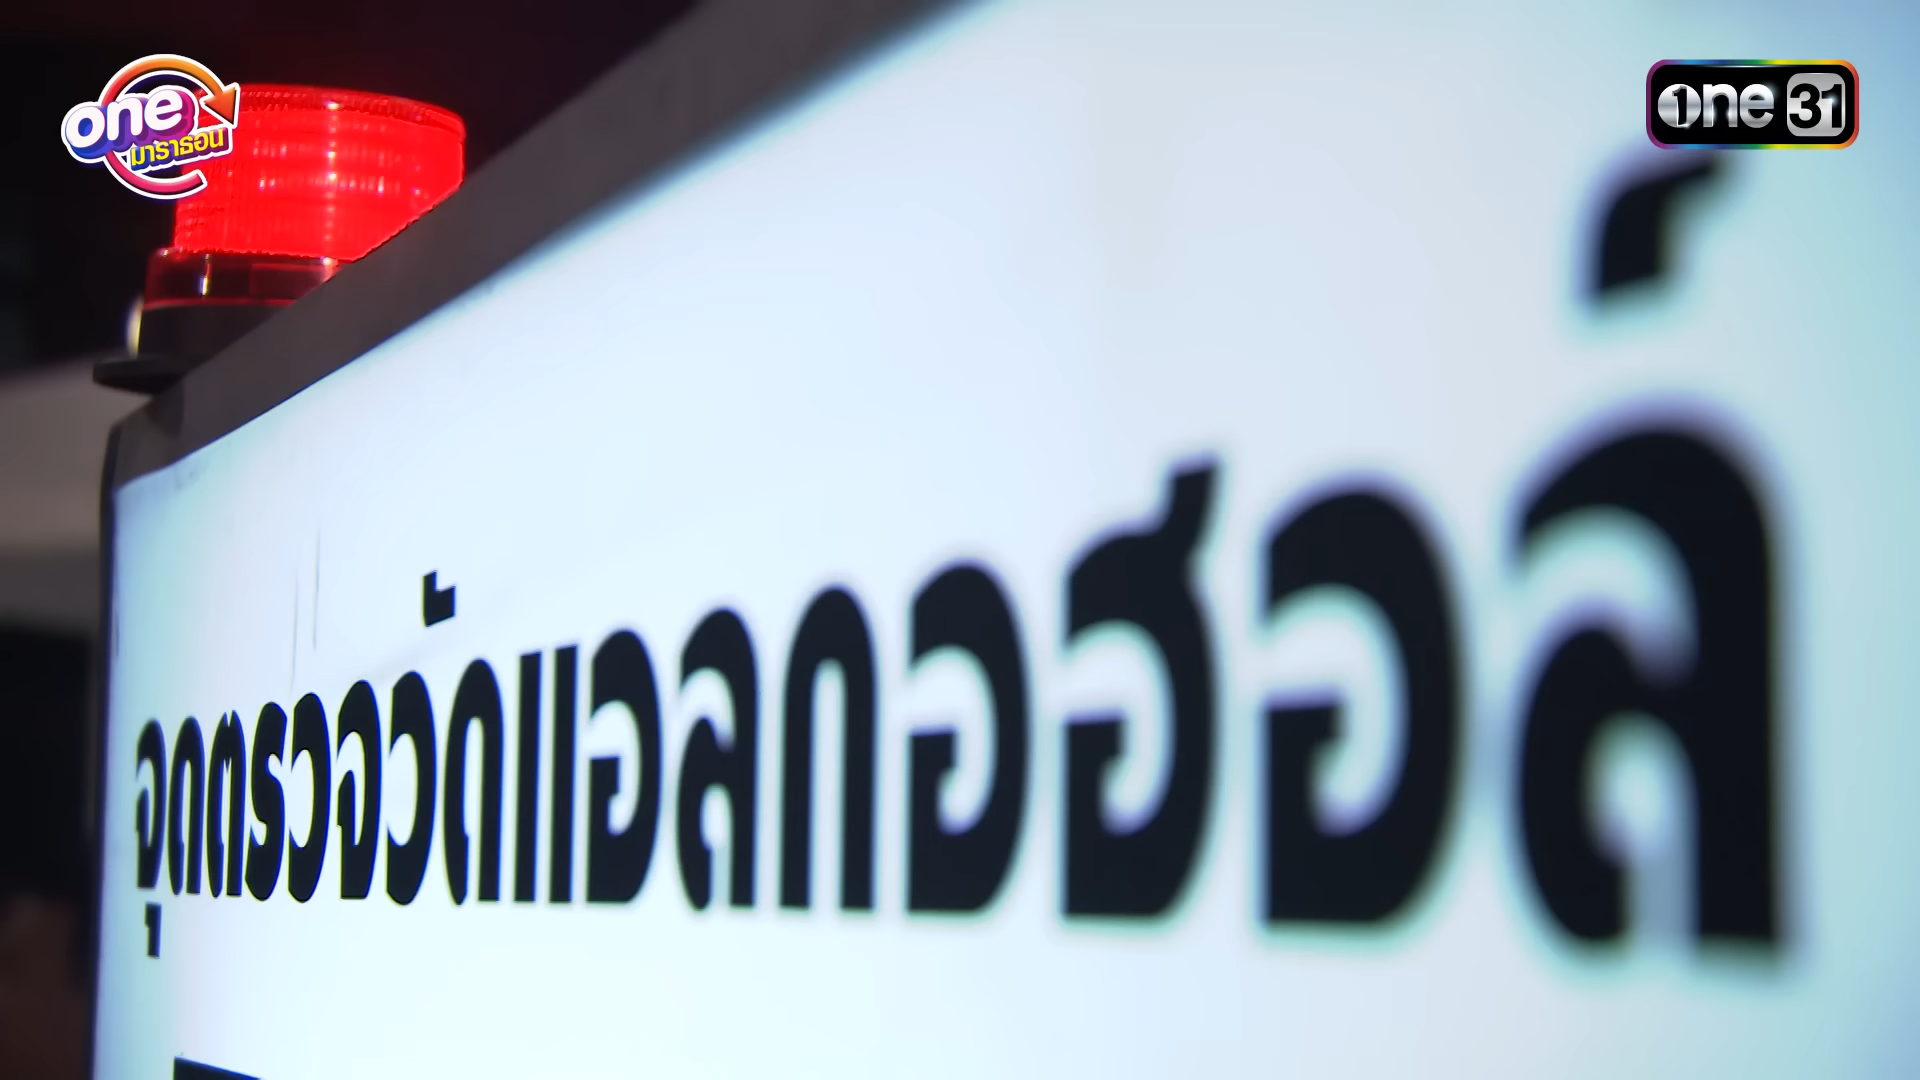 one
มาราธอน
one 31
จุดตรวจวัดแอลกอฮอล์